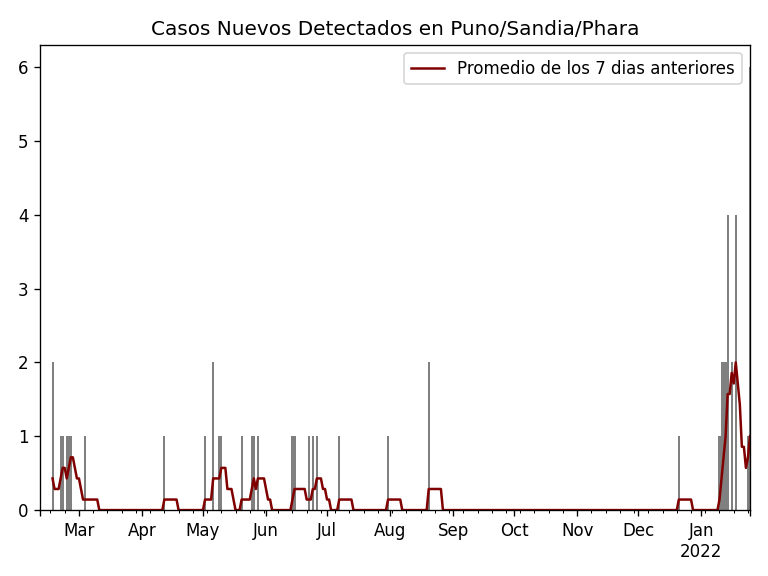 Casos Nuevos Detectados en Puno/Sandia/Phara
Promedio de los 7 dias anteriores
6
5
4
3
2
1
0
Mar Apr May Jun Jul Aug Sep Oct Nov Dec Jan
2022